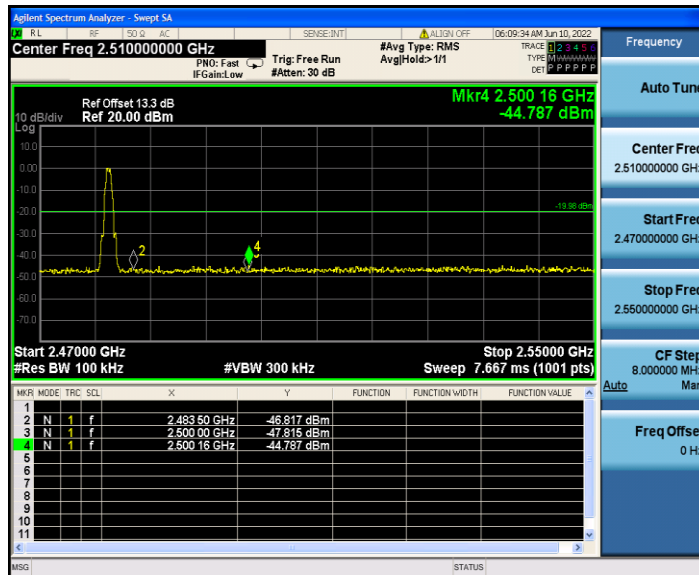 Agilent Spectrum Analyzer - Swept SA
RL RF 50 Ω AC SENSE:INT ALIGN OFF 06:09:34 AM Jun 10, 2022
Center Freq 2.510000000 GHz
PNO: Fast
IFGain:Low
Trig: Free Run
#Atten: 30 dB
#Avg Type: RMS
Avg|Hold:>1/1
TRACE 1 2 3 4 5 6
TYPE M
DET P P P P P P
Frequency
Ref Offset 13.3 dB
Ref 20.00 dBm
10 dB/div
Log
Mkr4 2.500 16 GHz
-44.787 dBm
10.0
0.00
-10.0
-20.0
-30.0
-40.0
-50.0
-60.0
-70.0
-19.98 dBm
2
4
Start 2.47000 GHz
Stop 2.55000 GHz
#Res BW 100 kHz
#VBW 300 kHz
Sweep 7.667 ms (1001 pts)
MKR MODE TRC SCL X Y FUNCTION FUNCTION WIDTH FUNCTION VALUE
1
2 N 1 f 2.483 50 GHz -46.817 dBm
3 N 1 f 2.500 00 GHz -47.815 dBm
4 N 1 f 2.500 16 GHz -44.787 dBm
5
6
7
8
9
10
11
MSG
STATUS
Auto Tune
Center Freq
2.510000000 GHz
Start Freq
2.470000000 GHz
Stop Freq
2.550000000 GHz
CF Step
8.000000 MHz
Auto Man
Freq Offset
0 Hz